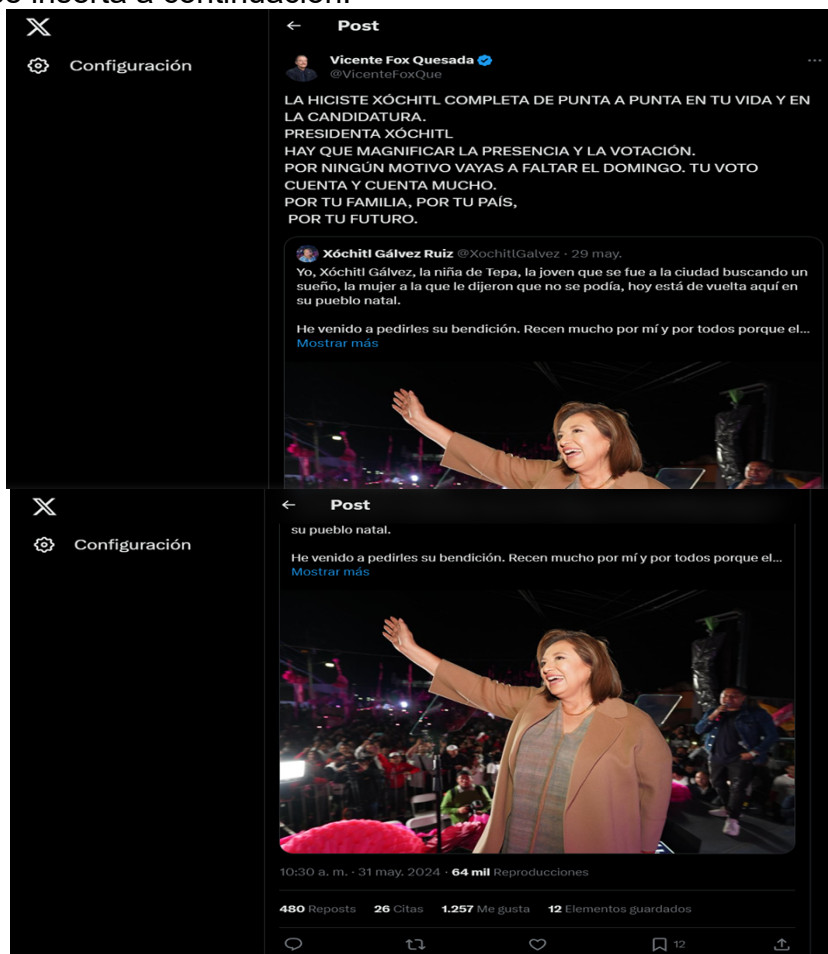 se inserta a continuación:
Post
Configuración
Vicente Fox Quesada
@VicenteFoxQue
LA HICISTE XÓCHITL COMPLETA DE PUNTA A PUNTA EN TU VIDA Y EN
LA CANDIDATURA.
PRESIDENTA XÓCHITL
HAY QUE MAGNIFICAR LA PRESENCIA Y LA VOTACIÓN.
POR NINGÚN MOTIVO VAYAS A FALTAR EL DOMINGO. TU VOTO
CUENTA Y CUENTA MUCHO.
POR TU FAMILIA, POR TU PAÍS,
POR TU FUTURO.
Xóchitl Gálvez Ruiz @XochitlGalvez · 29 may.
Yo, Xóchitl Gálvez, la niña de Tepa, la joven que se fue a la ciudad buscando un
sueño, la mujer a la que le dijeron que no se podía, hoy está de vuelta aquí en
su pueblo natal.
He venido a pedirles su bendición. Recen mucho por mí y por todos porque el...
Mostrar más
Post
Configuración
su pueblo natal.
He venido a pedirles su bendición. Recen mucho por mí y por todos porque el...
Mostrar más
10:30 a. m. · 31 may. 2024 · 64 mil Reproducciones
480 Reposts 26 Citas 1.257 Me gusta 12 Elementos guardados
12